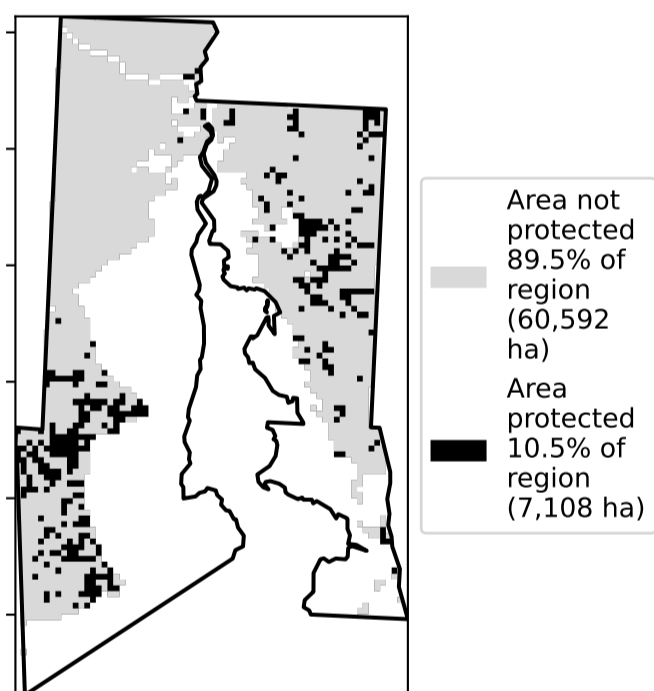 Area not
protected
89.5% of
region
(60,592
ha)
Area
protected
10.5% of
region
(7,108 ha)